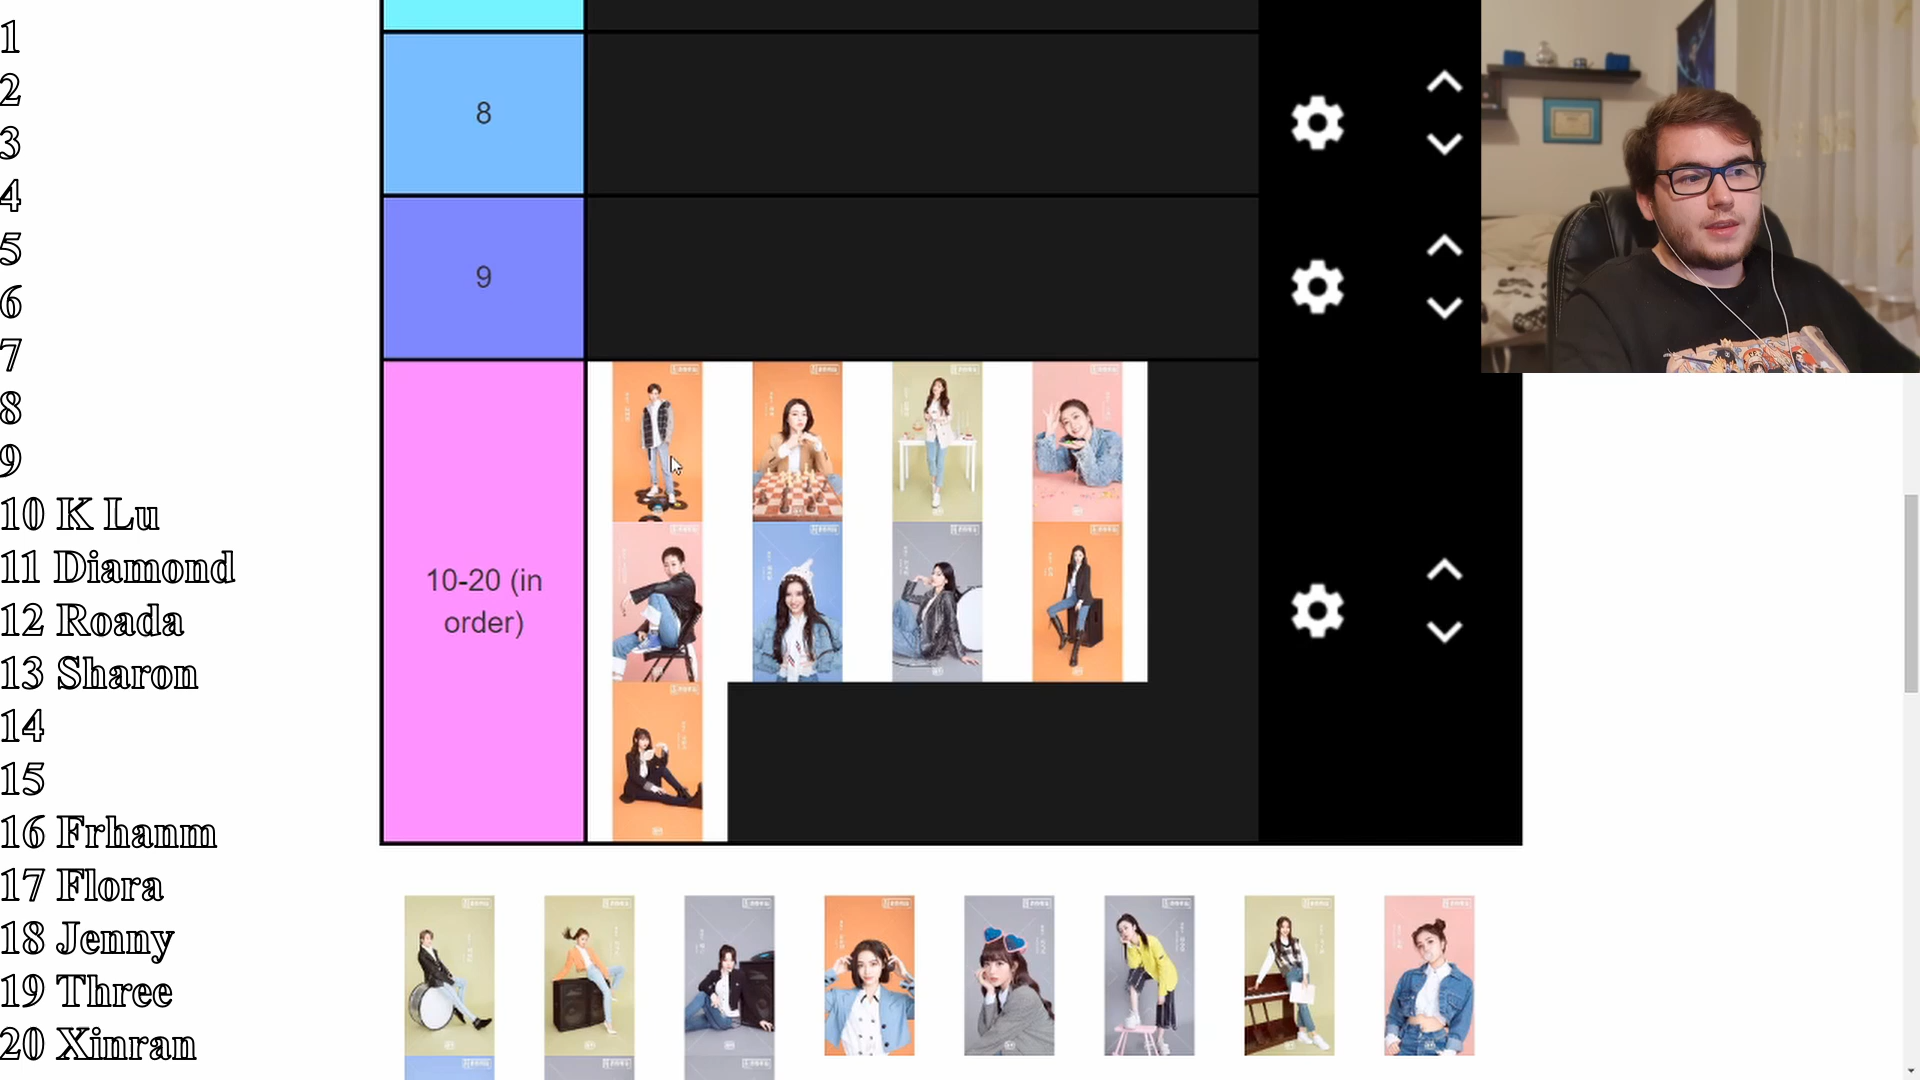 1
2
3
4
5
6
7
8
9
10 K Lu
11 Diamond
12 Roada
13 Sharon
14
15
16 Frhanm
17 Flora
18 Jenny
19 Three
20 Xinran
8
9
10-20 (in
order)